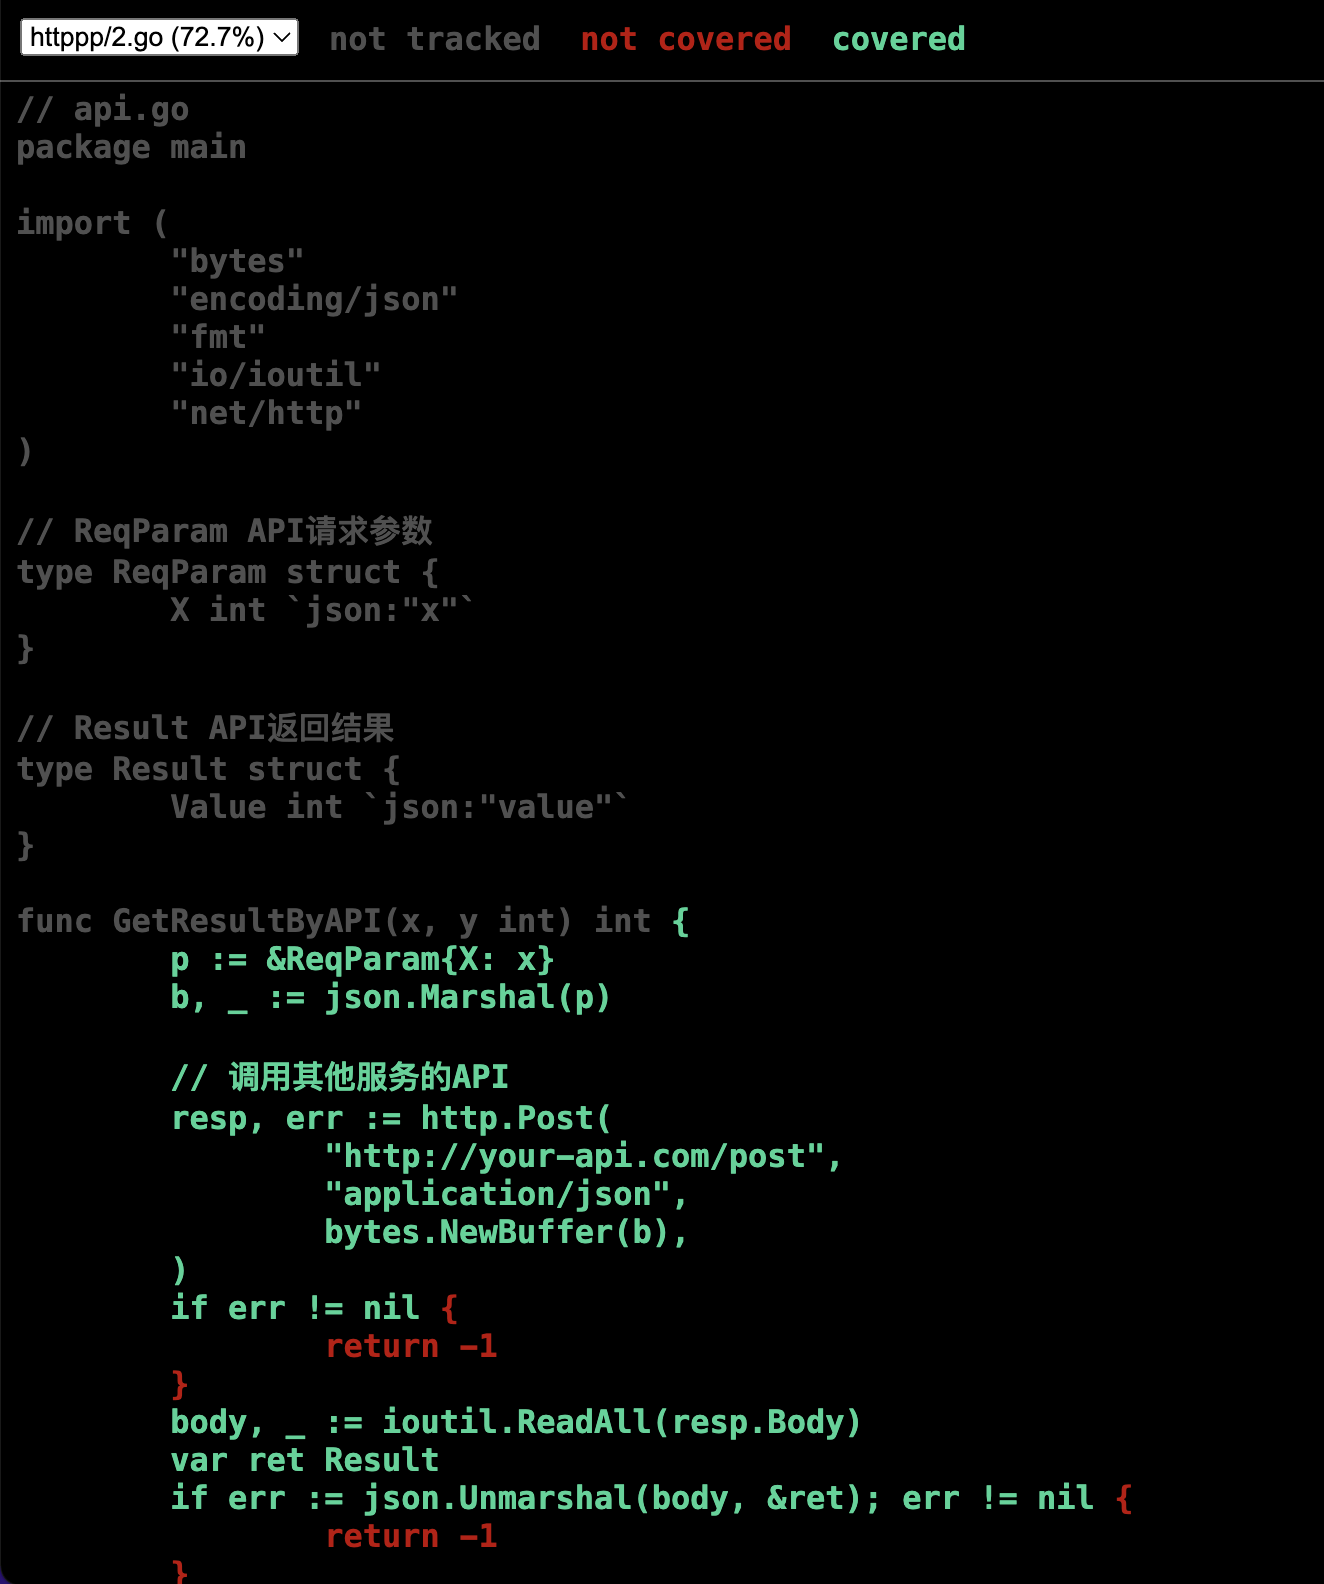 httppp/2.go (72.7%) not tracked not covered covered
// api.go
package main
import (
"bytes"
"encoding/json"
"fmt"
"io/ioutil"
"net/http"
)
// ReqParam API请求参数
type ReqParam struct {
X int `json:"x"`
}
// Result API返回结果
type Result struct {
Value int `json:"value"`
}
func GetResultByAPI(x, y int) int {
p := &ReqParam{X: x}
b, _ := json.Marshal(p)
// 调用其他服务的API
resp, err := http.Post(
"http://your-api.com/post",
"application/json",
bytes.NewBuffer(b),
)
if err != nil {
return -1
}
body, _ := ioutil.ReadAll(resp.Body)
var ret Result
if err := json.Unmarshal(body, &ret); err != nil {
return -1
}